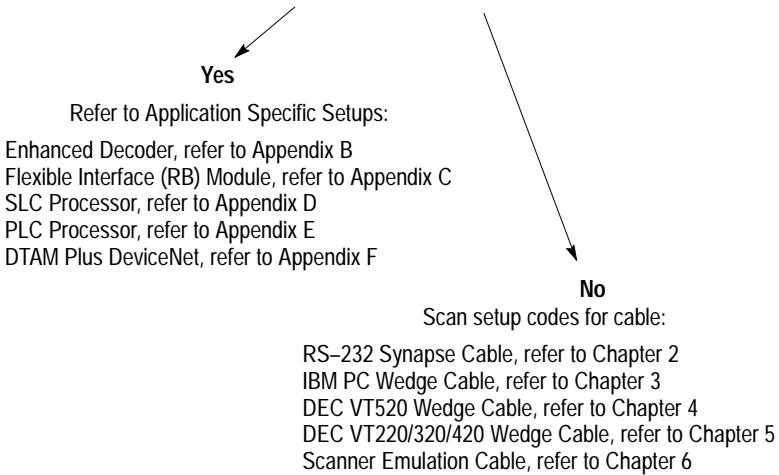 Yes
Refer to Application Specific Setups:
Enhanced Decoder, refer to Appendix B
Flexible Interface (RB) Module, refer to Appendix C
SLC Processor, refer to Appendix D
PLC Processor, refer to Appendix E
DTAM Plus DeviceNet, refer to Appendix F
No
Scan setup codes for cable:
RS–232 Synapse Cable, refer to Chapter 2
IBM PC Wedge Cable, refer to Chapter 3
DEC VT520 Wedge Cable, refer to Chapter 4
DEC VT220/320/420 Wedge Cable, refer to Chapter 5
Scanner Emulation Cable, refer to Chapter 6